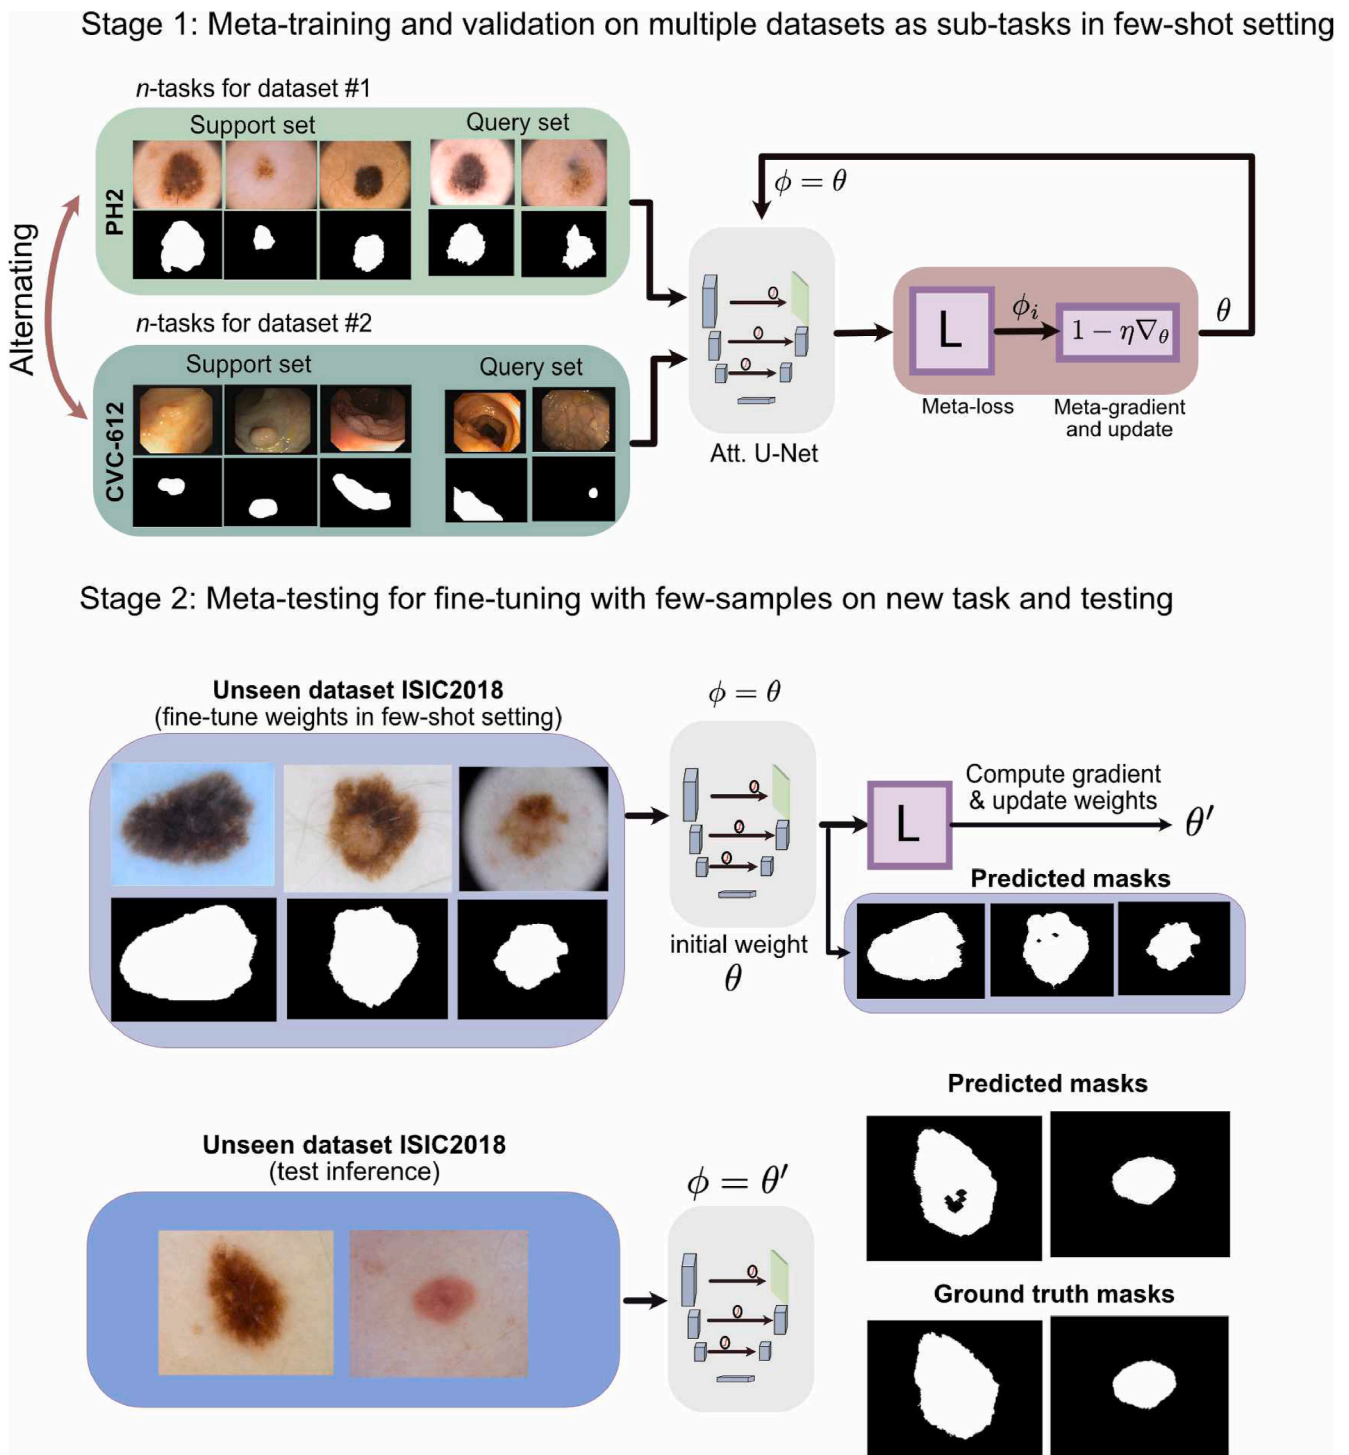 Stage 1: Meta-training and validation on multiple datasets as sub-tasks in few-shot setting
n-tasks for dataset #1
Support set
Query set
PH2
ϕ = θ
Alternating
n-tasks for dataset #2
Support set
Query set
CVC-612
Att. U-Net
L
ϕᵢ
1 − η∇θ
θ
Meta-loss
Meta-gradient
and update
Stage 2: Meta-testing for fine-tuning with few-samples on new task and testing
Unseen dataset ISIC2018
(fine-tune weights in few-shot setting)
ϕ = θ
initial weight
θ
L
Compute gradient
& update weights
θ′
Predicted masks
Unseen dataset ISIC2018
(test inference)
ϕ = θ′
Predicted masks
Ground truth masks